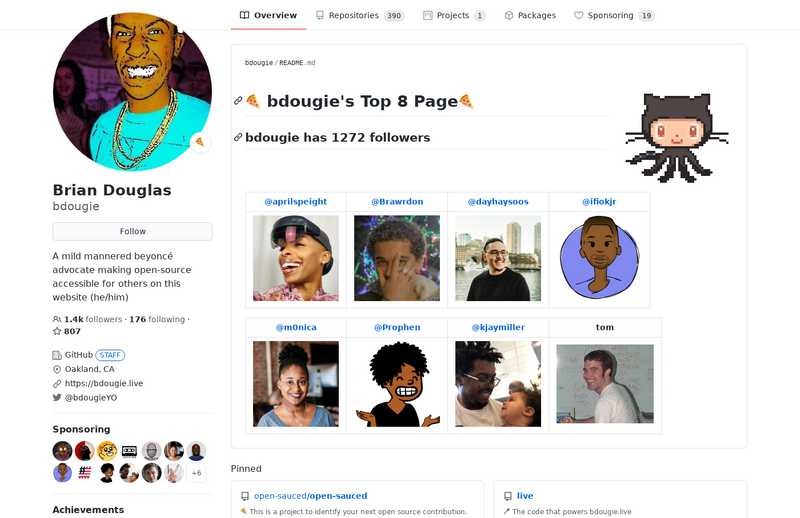 Overview
Repositories 390
Projects 1
Packages
Sponsoring 19
bdougie/README.md
🍕 bdougie's Top 8 Page🍕
bdougie has 1272 followers
@aprilspeight @Brawrdon @dayhaysoos @ifiokjr
@m0nica @Prophen @kjaymiller tom
Brian Douglas
bdougie
Follow
A mild mannered beyoncé
advocate making open-source
accessible for others on this
website (he/him)
1.4k followers · 176 following ·
807
GitHub STAFF
Oakland, CA
https://bdougie.live
@bdougieYO
Sponsoring
+6
Achievements
Pinned
open-sauced/open-sauced
🍕 This is a project to identify your next open source contribution.
live
The code that powers bdougie.live